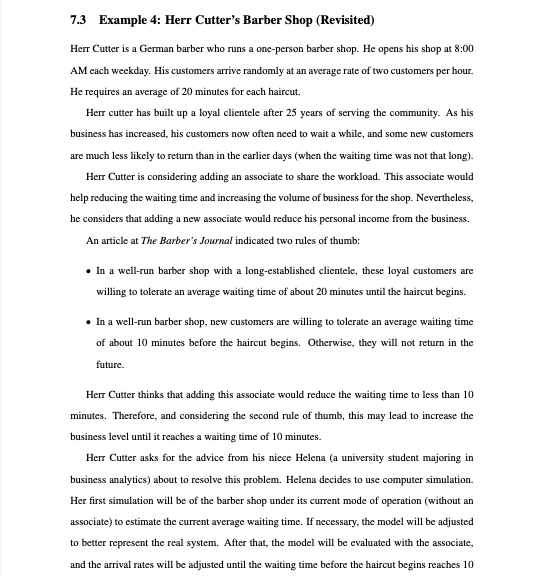 7.3 Example 4: Herr Cutter's Barber Shop (Revisited)
Herr Cutter is a German barber who runs a one-person barber shop. He opens his shop at 8:00
AM each weekday. His customers arrive randomly at an average rate of two customers per hour.
He requires an average of 20 minutes for each haircut.
Herr cutter has built up a loyal clientele after 25 years of serving the community. As his
business has increased, his customers now often need to wait a while, and some new customers
are much less likely to return than in the earlier days (when the waiting time was not that long).
Herr Cutter is considering adding an associate to share the workload. This associate would
help reducing the waiting time and increasing the volume of business for the shop. Nevertheless,
he considers that adding a new associate would reduce his personal income from the business.
An article at The Barber's Journal indicated two rules of thumb:
• In a well-run barber shop with a long-established clientele, these loyal customers are
willing to tolerate an average waiting time of about 20 minutes until the haircut begins.
• In a well-run barber shop, new customers are willing to tolerate an average waiting time
of about 10 minutes before the haircut begins. Otherwise, they will not return in the
future.
Herr Cutter thinks that adding this associate would reduce the waiting time to less than 10
minutes. Therefore, and considering the second rule of thumb, this may lead to increase the
business level until it reaches a waiting time of 10 minutes.
Herr Cutter asks for the advice from his niece Helena (a university student majoring in
business analytics) about to resolve this problem. Helena decides to use computer simulation.
Her first simulation will be of the barber shop under its current mode of operation (without an
associate) to estimate the current average waiting time. If necessary, the model will be adjusted
to better represent the real system. After that, the model will be evaluated with the associate,
and the arrival rates will be adjusted until the waiting time before the haircut begins reaches 10